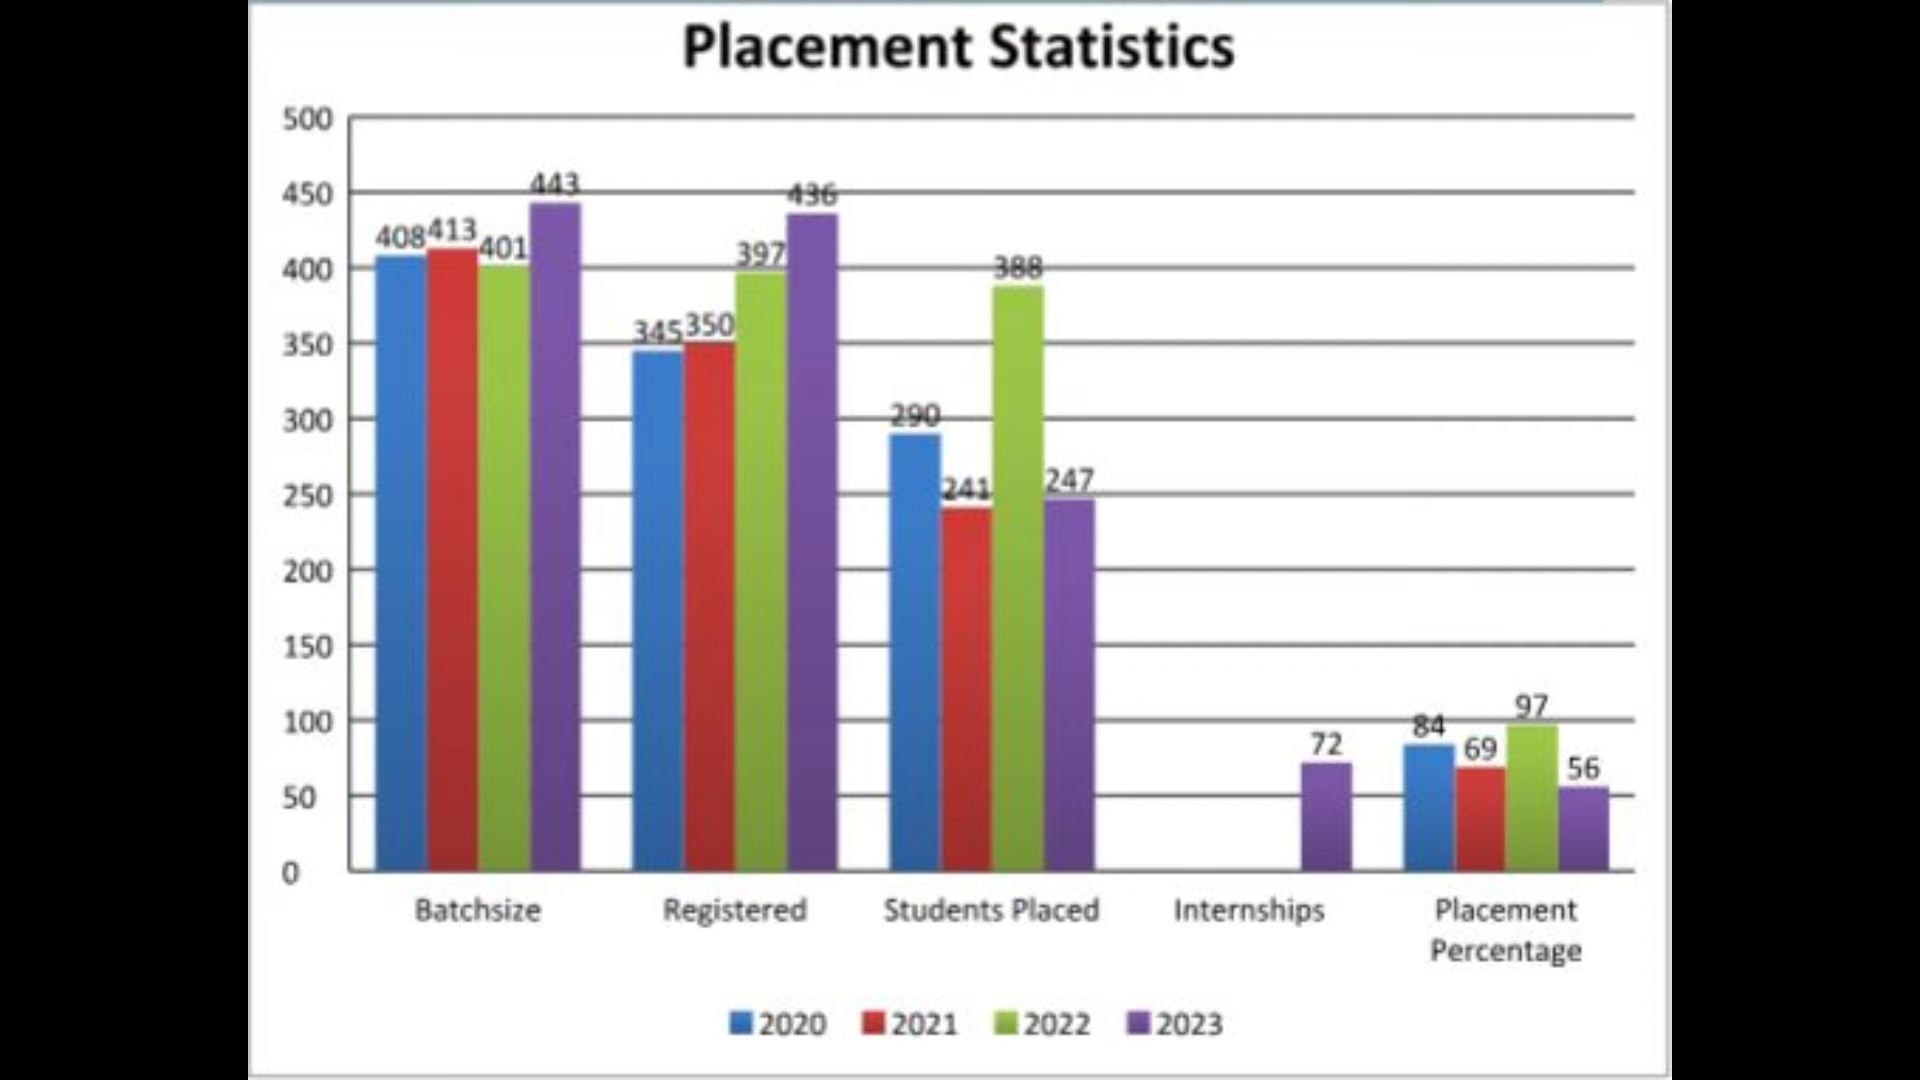 Placement Statistics
500
450
400
350
300
250
200
150
100
50
0
408 413 401 443
345 350 397 436
290 241 388 247
72
84 69 97 56
Batchsize Registered Students Placed Internships Placement Percentage
2020 2021 2022 2023